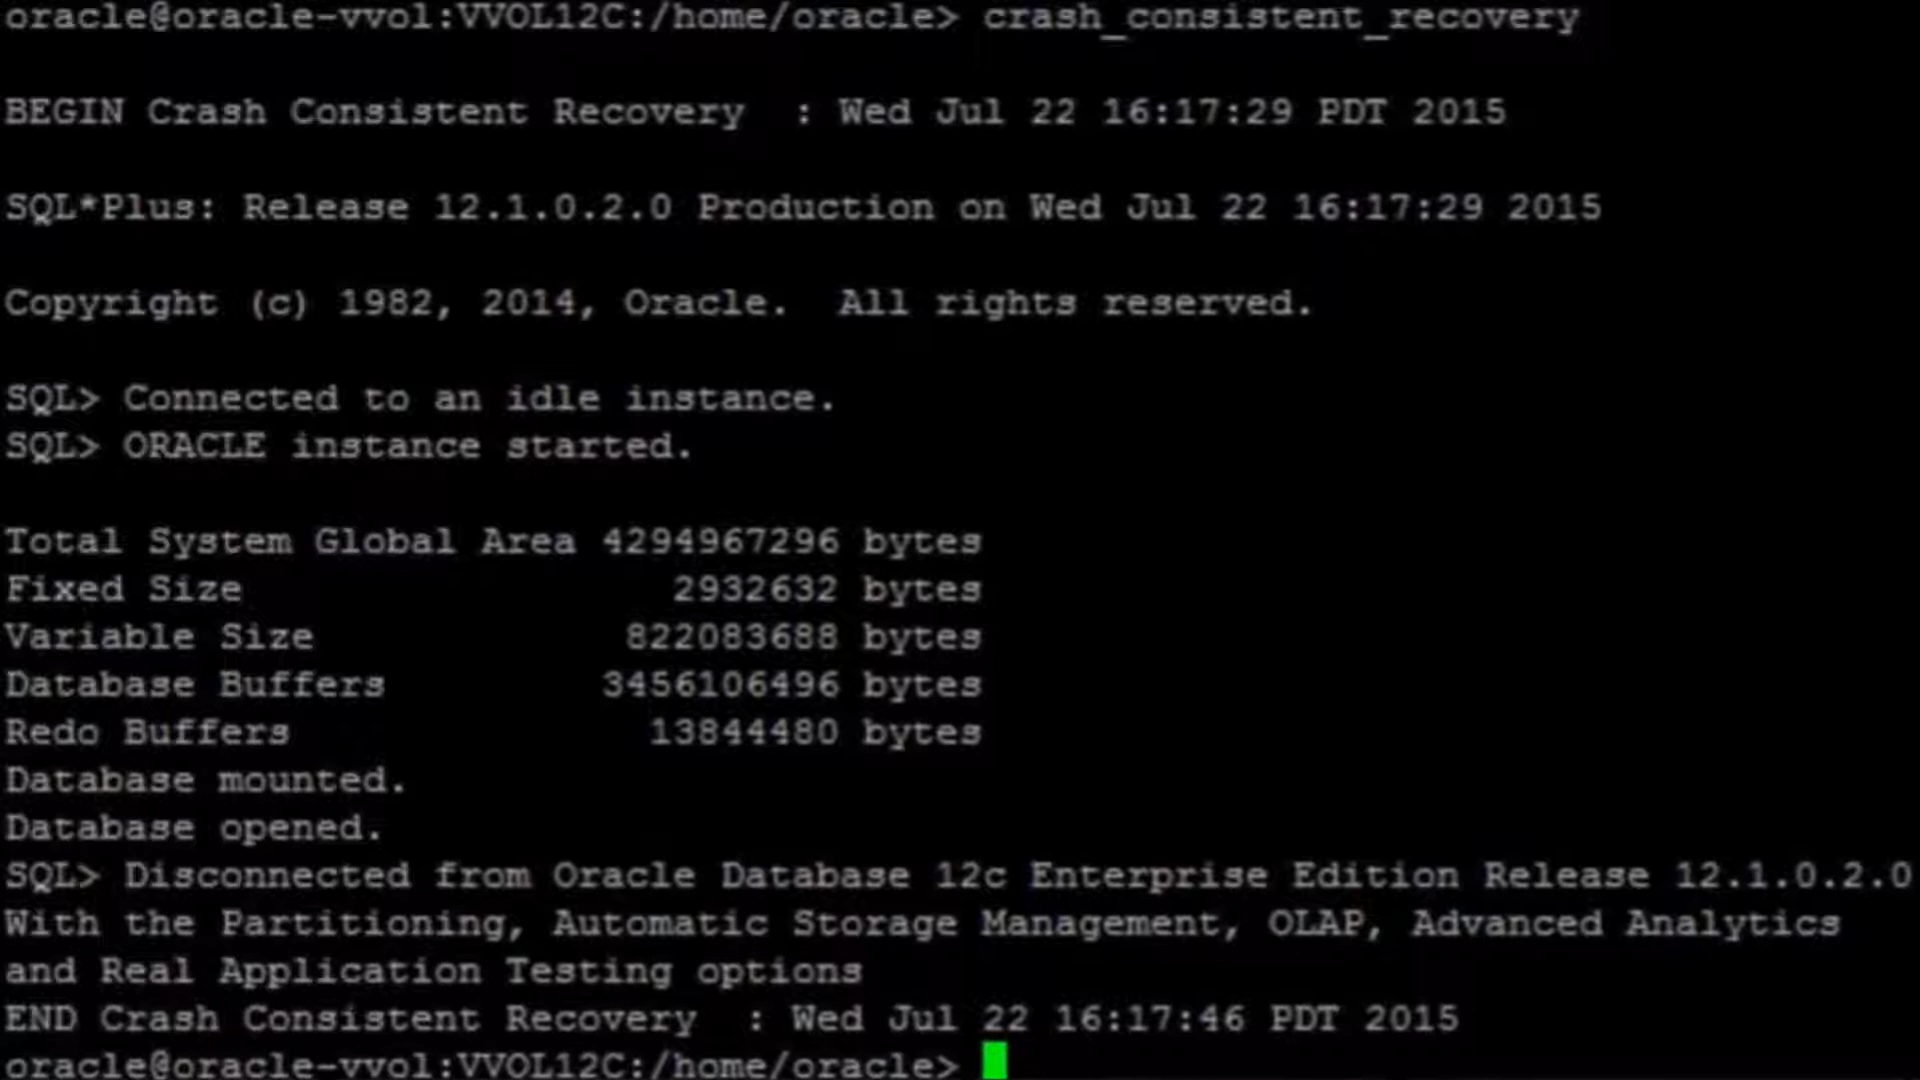 oracle@oracle-vvol:VVOL12C:/home/oracle> crash_consistent_recovery
BEGIN Crash Consistent Recovery  : Wed Jul 22 16:17:29 PDT 2015
SQL*Plus: Release 12.1.0.2.0 Production on Wed Jul 22 16:17:29 2015
Copyright (c) 1982, 2014, Oracle.  All rights reserved.
SQL> Connected to an idle instance.
SQL> ORACLE instance started.
Total System Global Area 4294967296 bytes
Fixed Size                  2932632 bytes
Variable Size             822083688 bytes
Database Buffers         3456106496 bytes
Redo Buffers               13844480 bytes
Database mounted.
Database opened.
SQL> Disconnected from Oracle Database 12c Enterprise Edition Release 12.1.0.2.0
With the Partitioning, Automatic Storage Management, OLAP, Advanced Analytics
and Real Application Testing options
END Crash Consistent Recovery  : Wed Jul 22 16:17:46 PDT 2015
oracle@oracle-vvol:VVOL12C:/home/oracle>